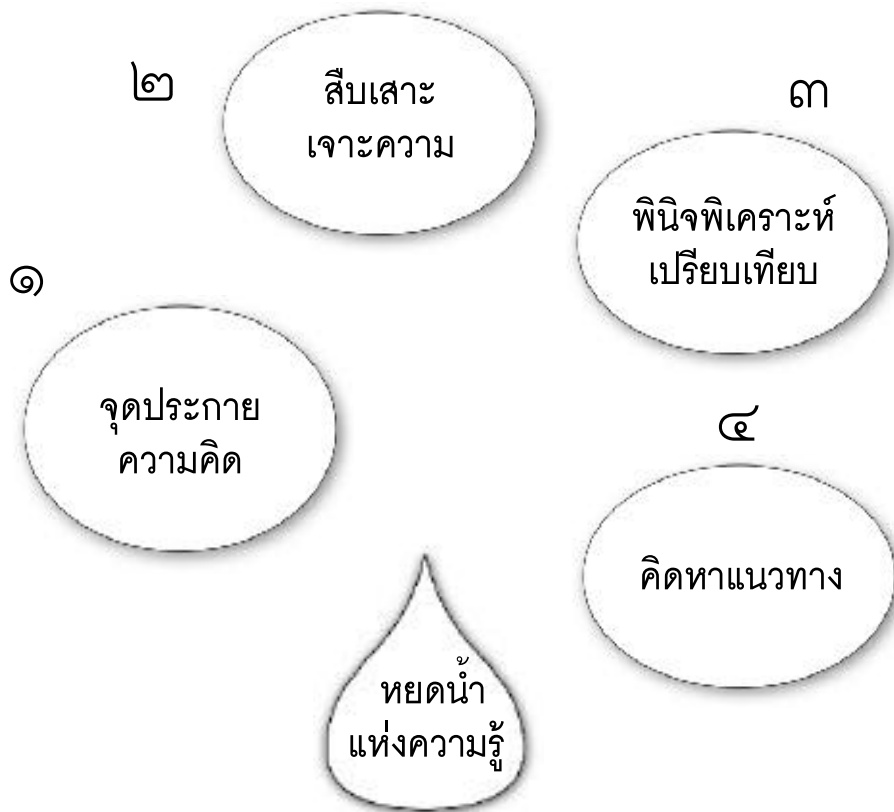 ๑
จุดประกาย
ความคิด
๒
สืบเสาะ
เจาะความ
๓
พินิจพิเคราะห์
เปรียบเทียบ
๔
คิดหาแนวทาง
หยดน้ำ
แห่งความรู้